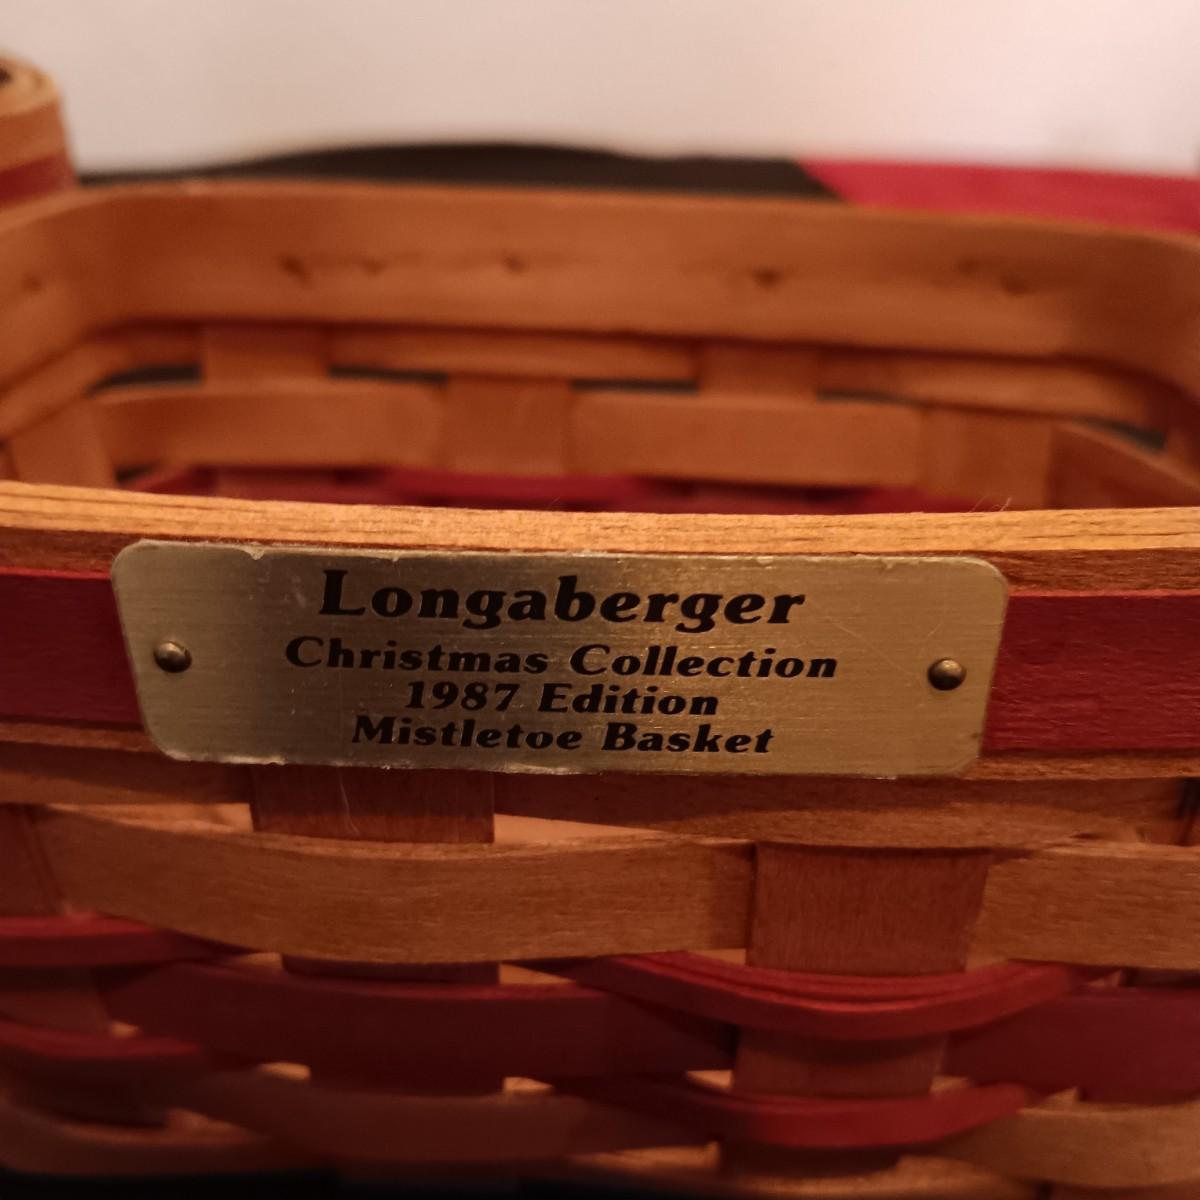 Longaberger
Christmas Collection
1987 Edition
Mistletoe Basket